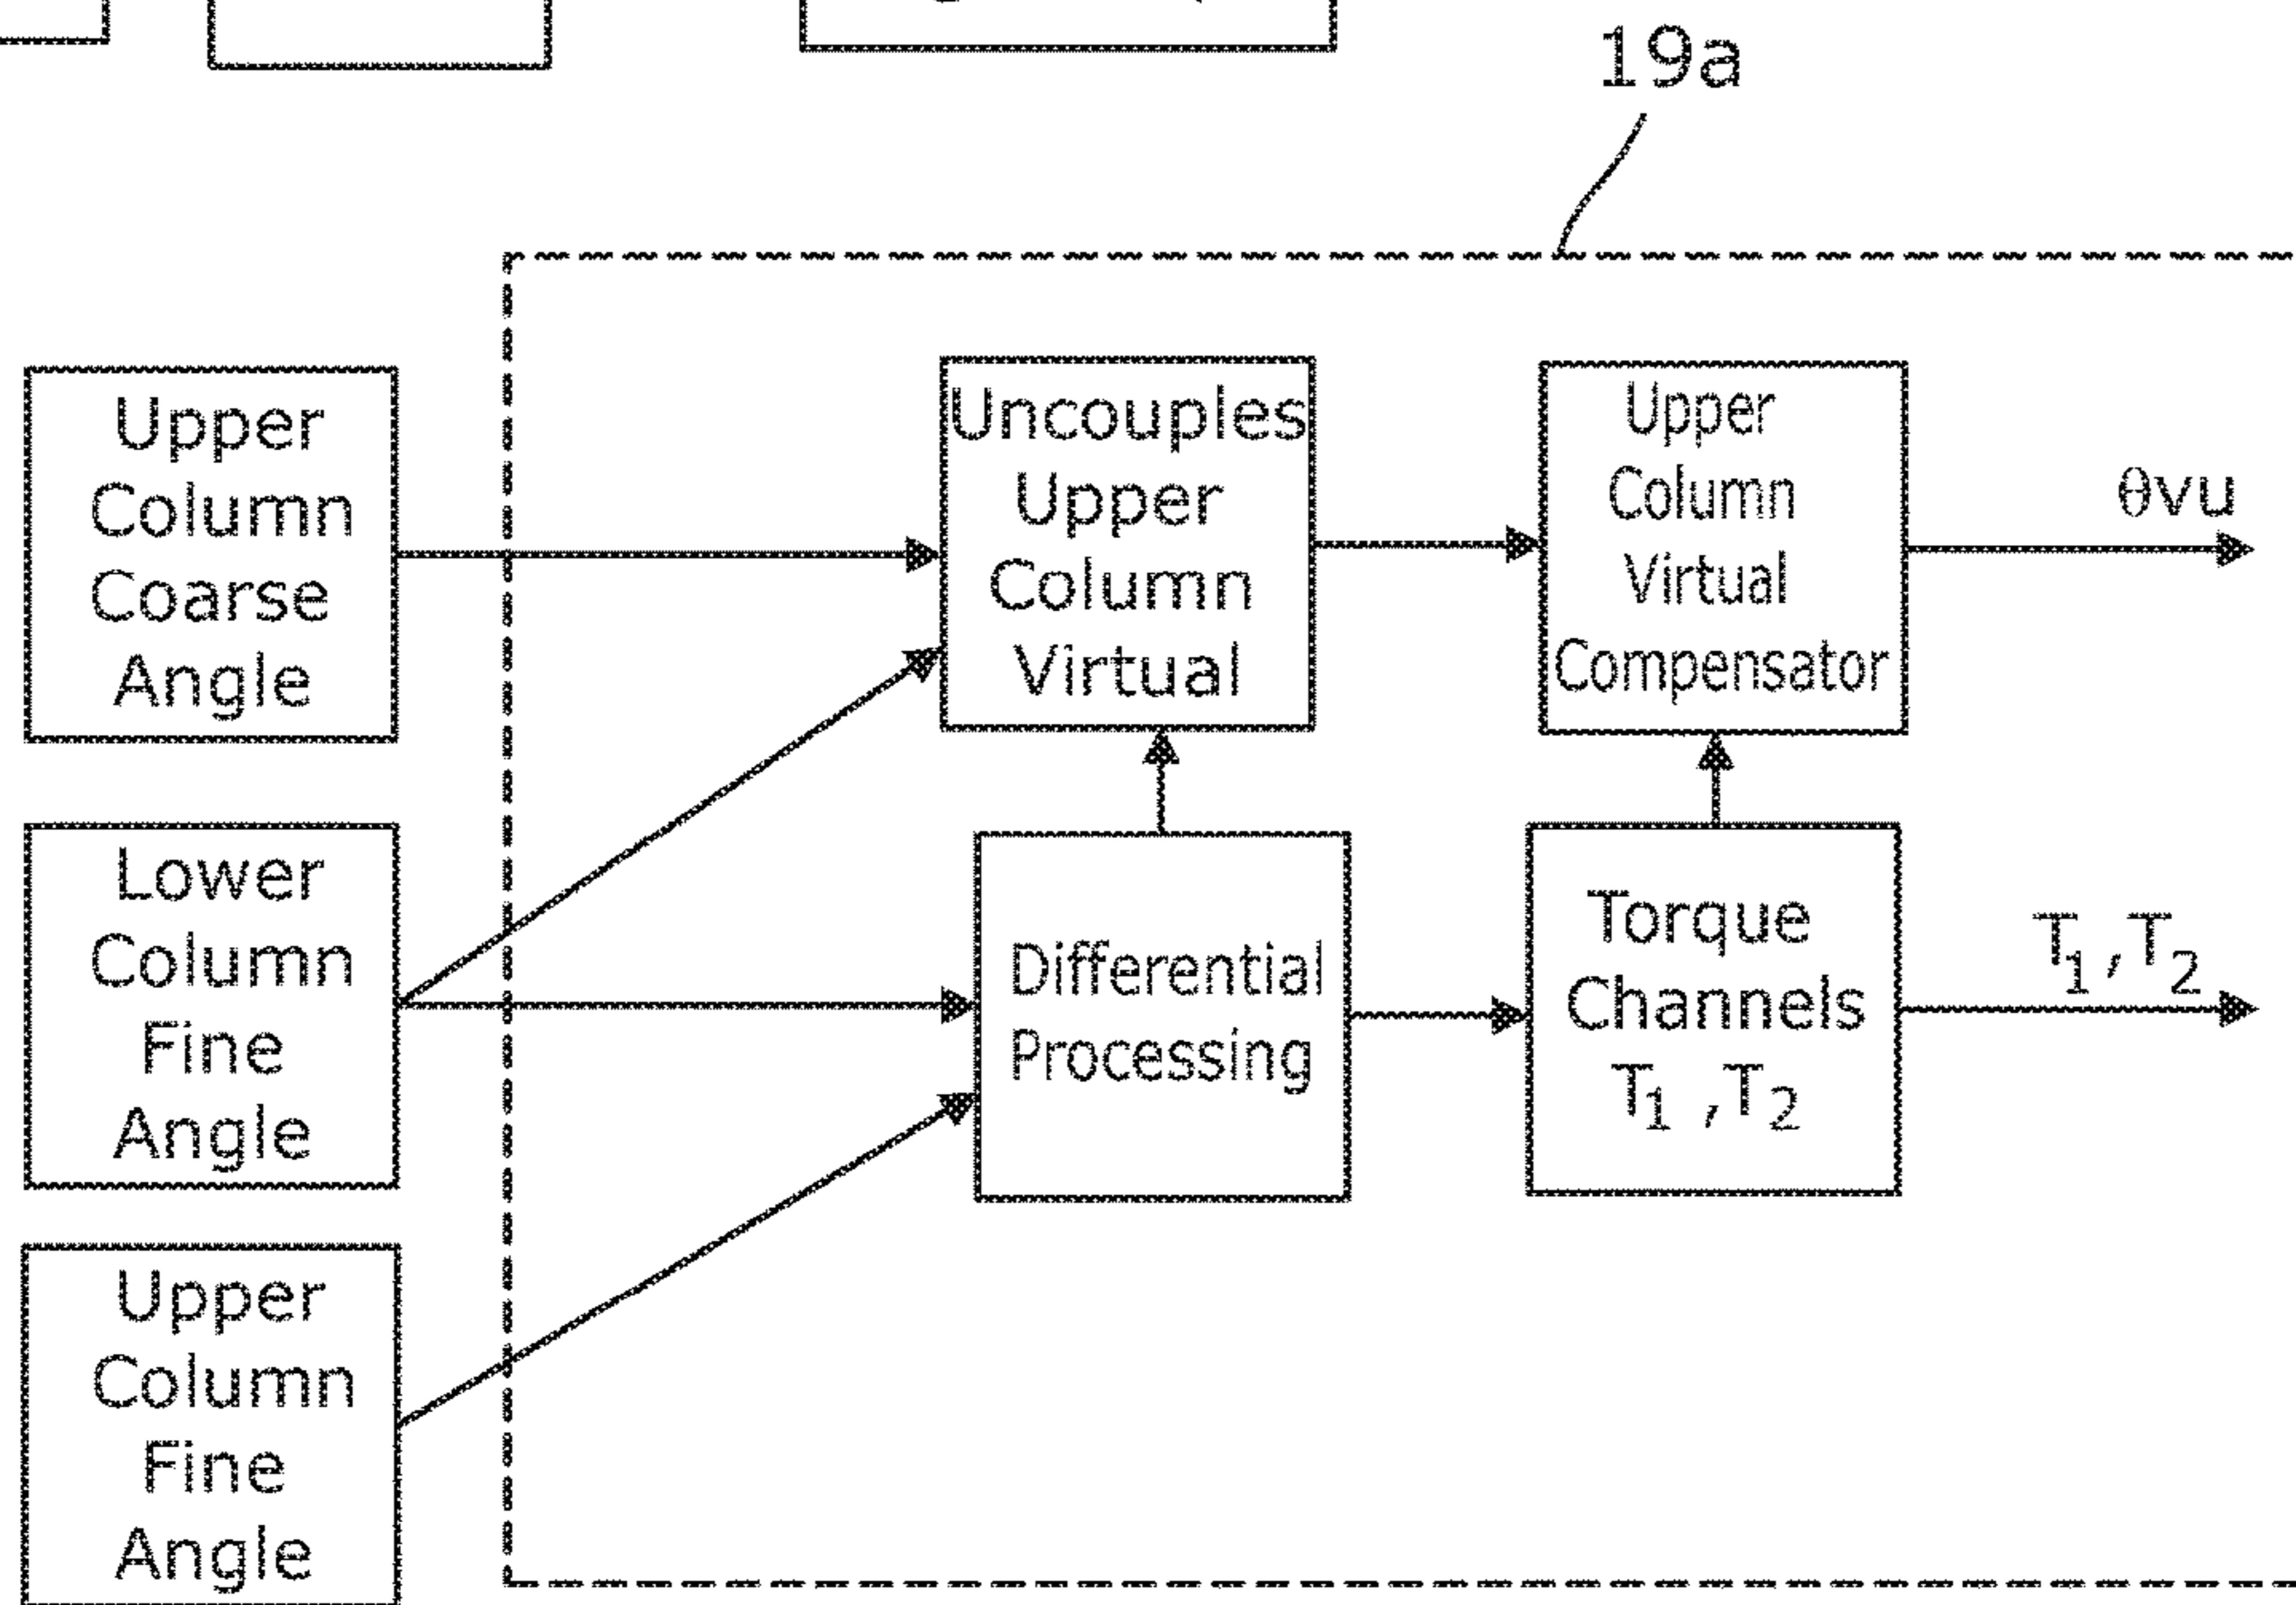 19a
Upper
Column
Coarse
Angle
Uncouples
Upper
Column
Virtual
Upper
Column
Virtual
Compensator
θvu
Lower
Column
Fine
Angle
Differential
Processing
Torque
Channels
T1 ,T2
T1,T2
Upper
Column
Fine
Angle